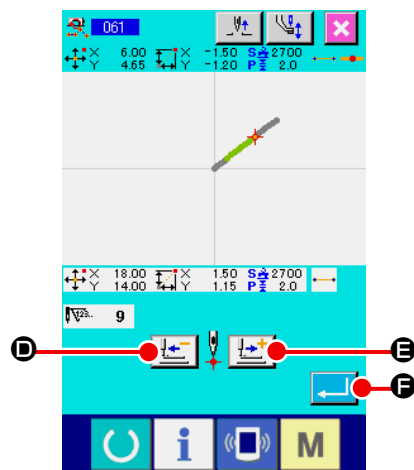 061
X 6.00 X -1.50 S 2700
Y 4.65 Y -1.20 P 2.0
X 18.00 X 1.50 S 2700
Y 14.00 Y 1.15 P 2.0
123.. 9
D E
F
i M